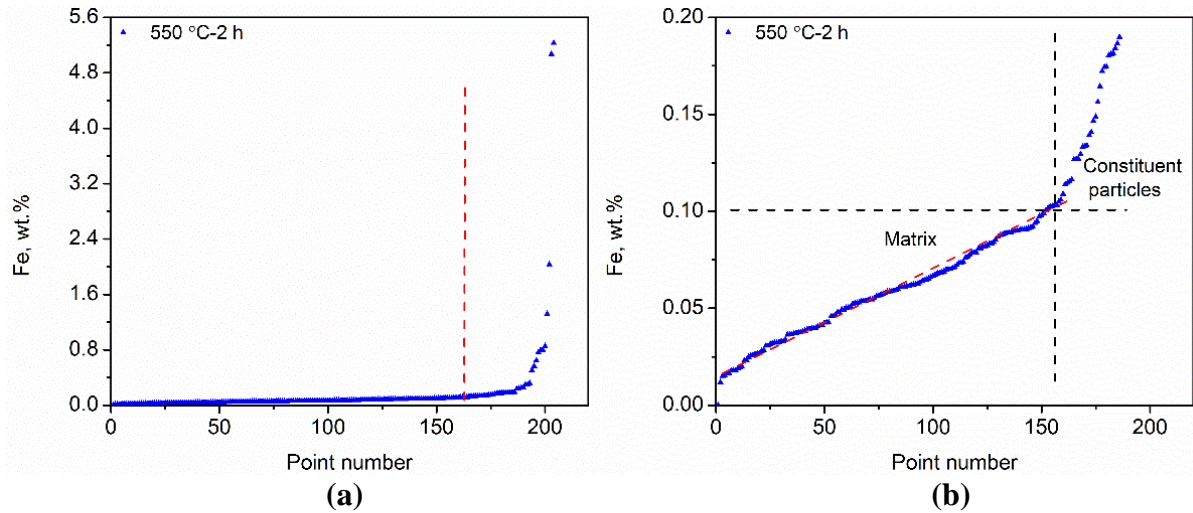 5.6
4.8
4.0
3.2
2.4
1.6
0.8
0.0
Fe, wt.%
550 °C-2 h
0 50 100 150 200
Point number
(a)
0.20
0.15
0.10
0.05
0.00
Fe, wt.%
550 °C-2 h
Matrix
Constituent
particles
0 50 100 150 200
Point number
(b)